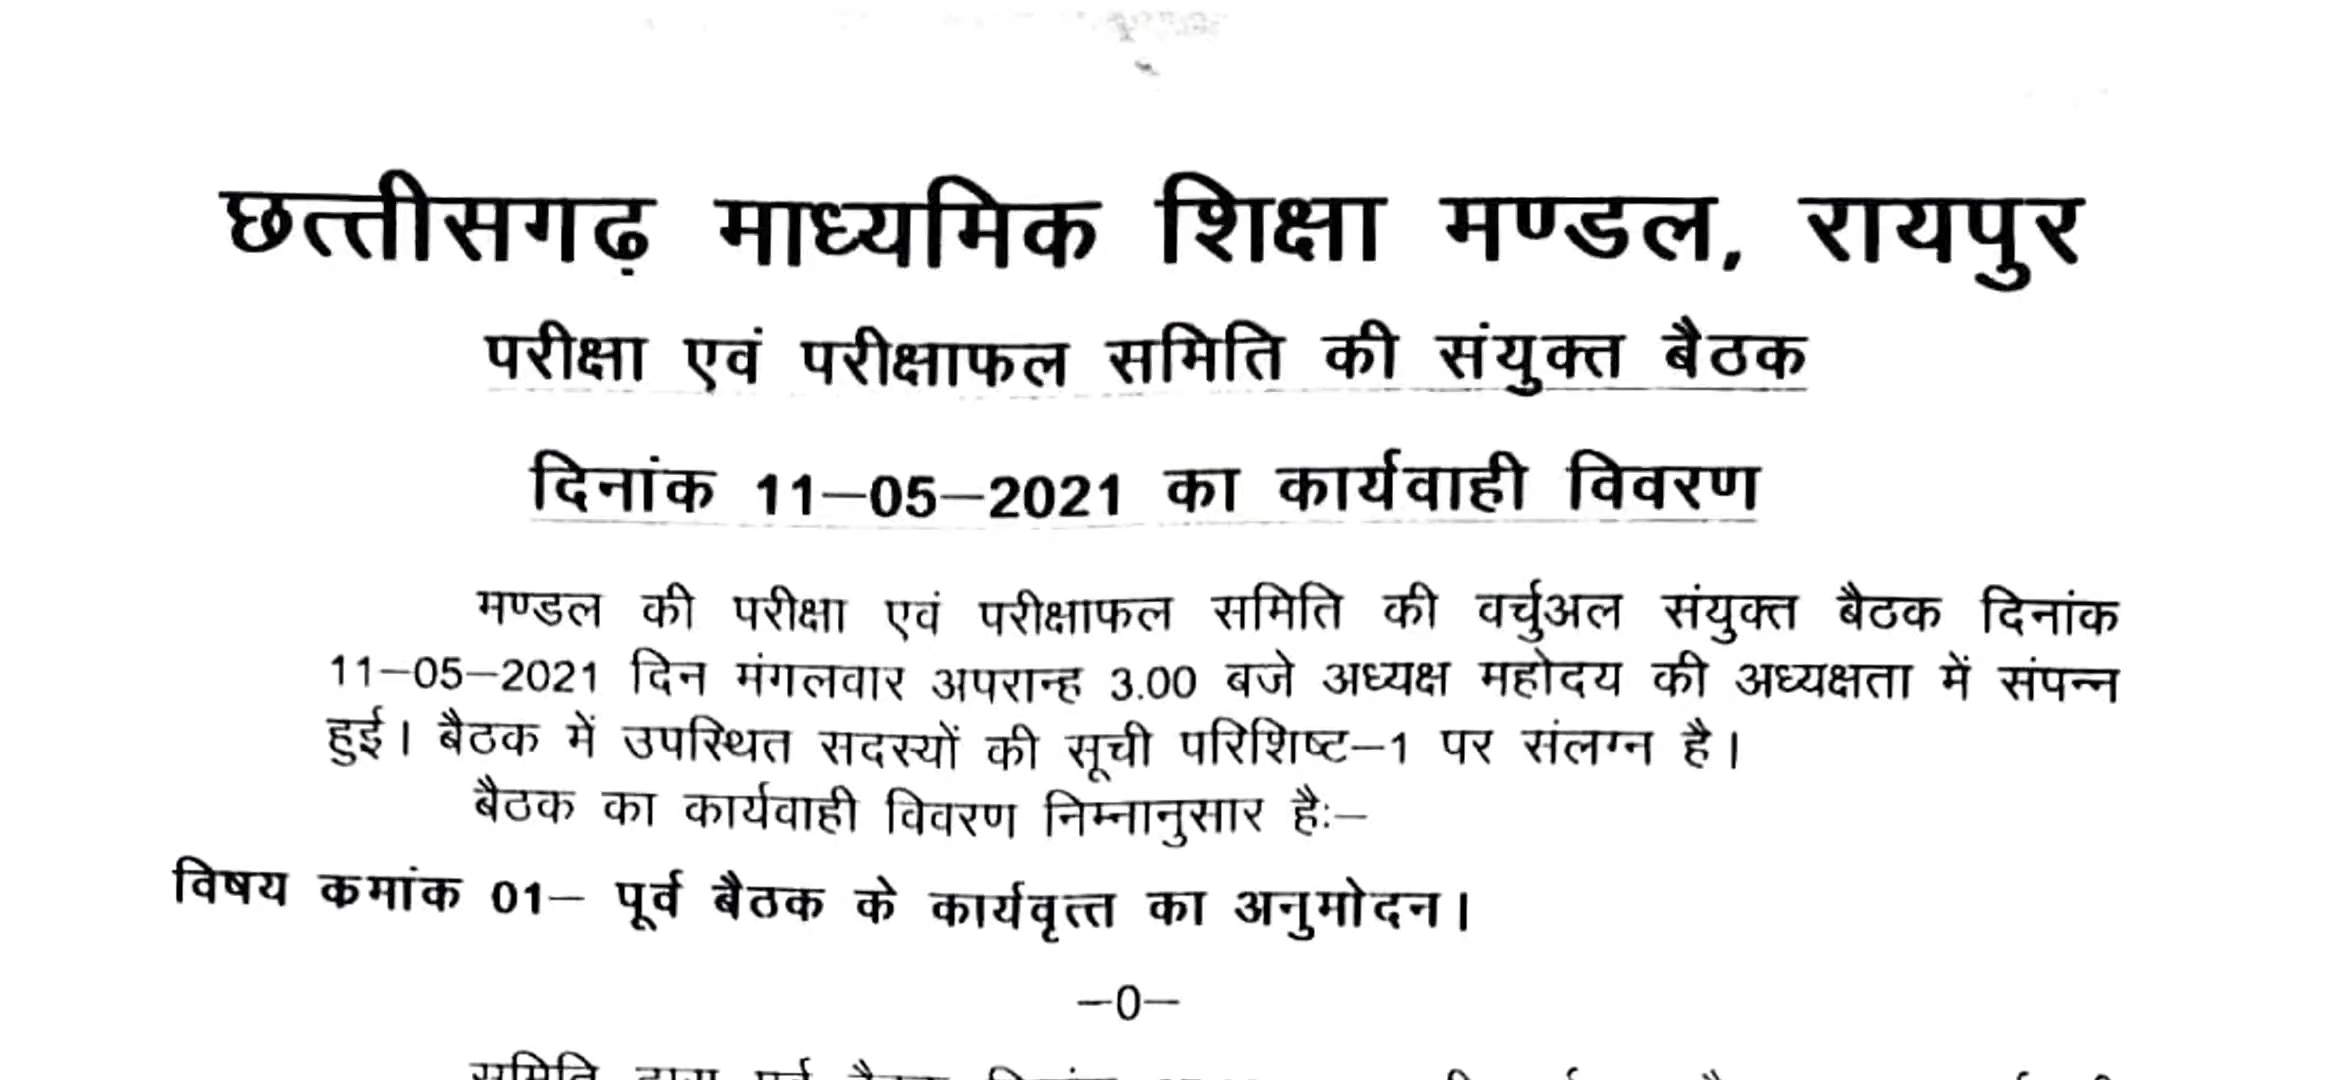 छत्तीसगढ़ माध्यमिक शिक्षा मण्डल, रायपुर
परीक्षा एवं परीक्षाफल समिति की संयुक्त बैठक
दिनांक 11–05–2021 का कार्यवाही विवरण
मण्डल की परीक्षा एवं परीक्षाफल समिति की वर्चुअल संयुक्त बैठक दिनांक
11–05–2021 दिन मंगलवार अपरान्ह 3.00 बजे अध्यक्ष महोदय की अध्यक्षता में संपन्न
हुई। बैठक में उपस्थित सदस्यों की सूची परिशिष्ट–1 पर संलग्न है।
बैठक का कार्यवाही विवरण निम्नानुसार है:–
विषय कमांक 01– पूर्व बैठक के कार्यवृत्त का अनुमोदन।
–0–
समिति द्वारा पूर्व बैठक दिनांक